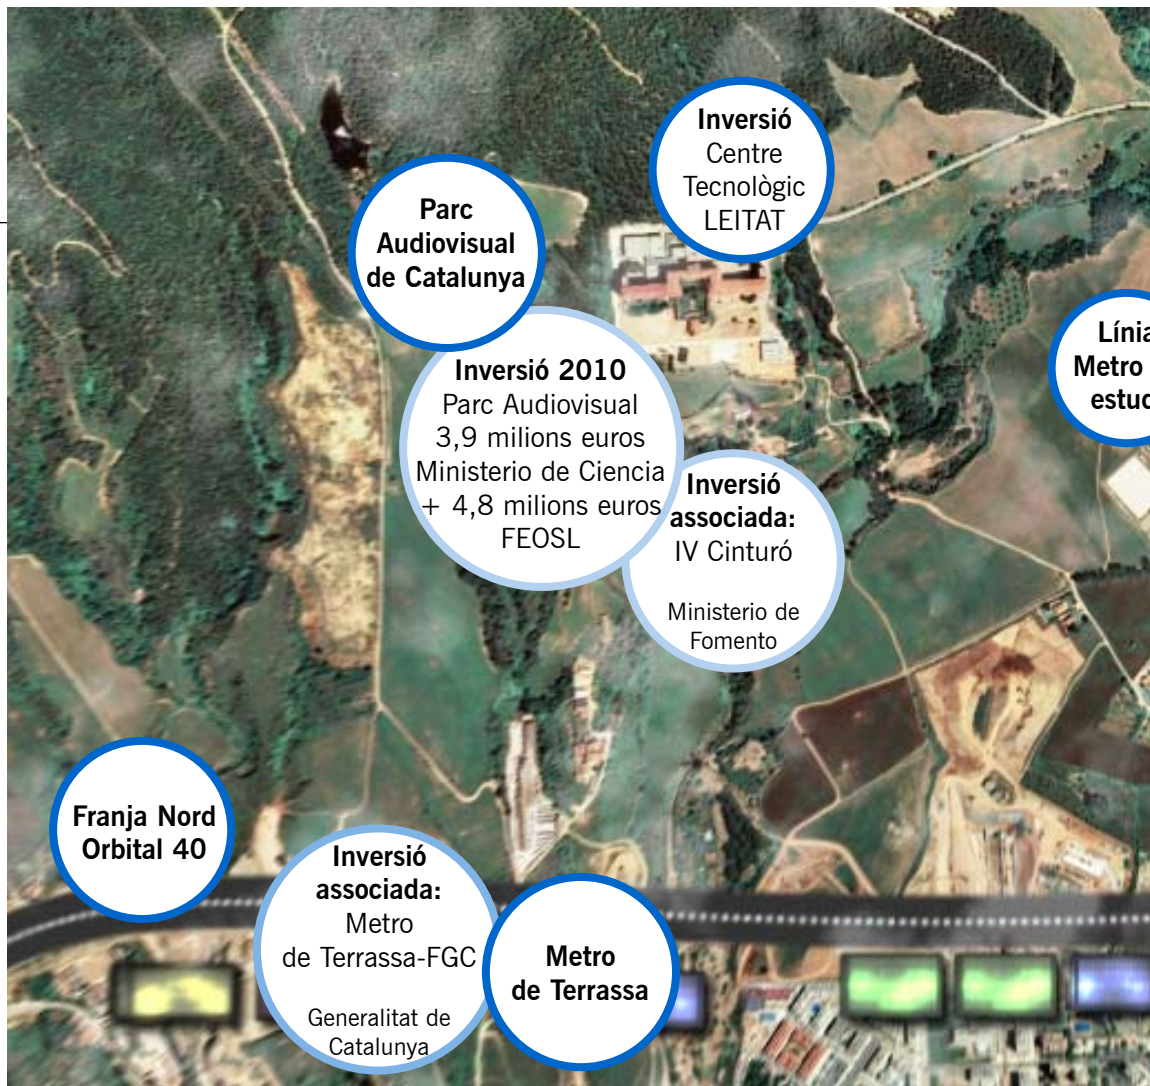 Inversió
Centre
Tecnològic
LEITAT
Parc
Audiovisual
de Catalunya
Inversió 2010
Parc Audiovisual
3,9 milions euros
Ministerio de Ciencia
+ 4,8 milions euros
FEOSL
Metro
Inversió
associada:
IV Cinturó
Ministerio de
Fomento
Franja Nord
Orbital 40
Inversió
associada:
Metro
de Terrassa-FGC
Generalitat de
Catalunya
Metro
de Terrassa